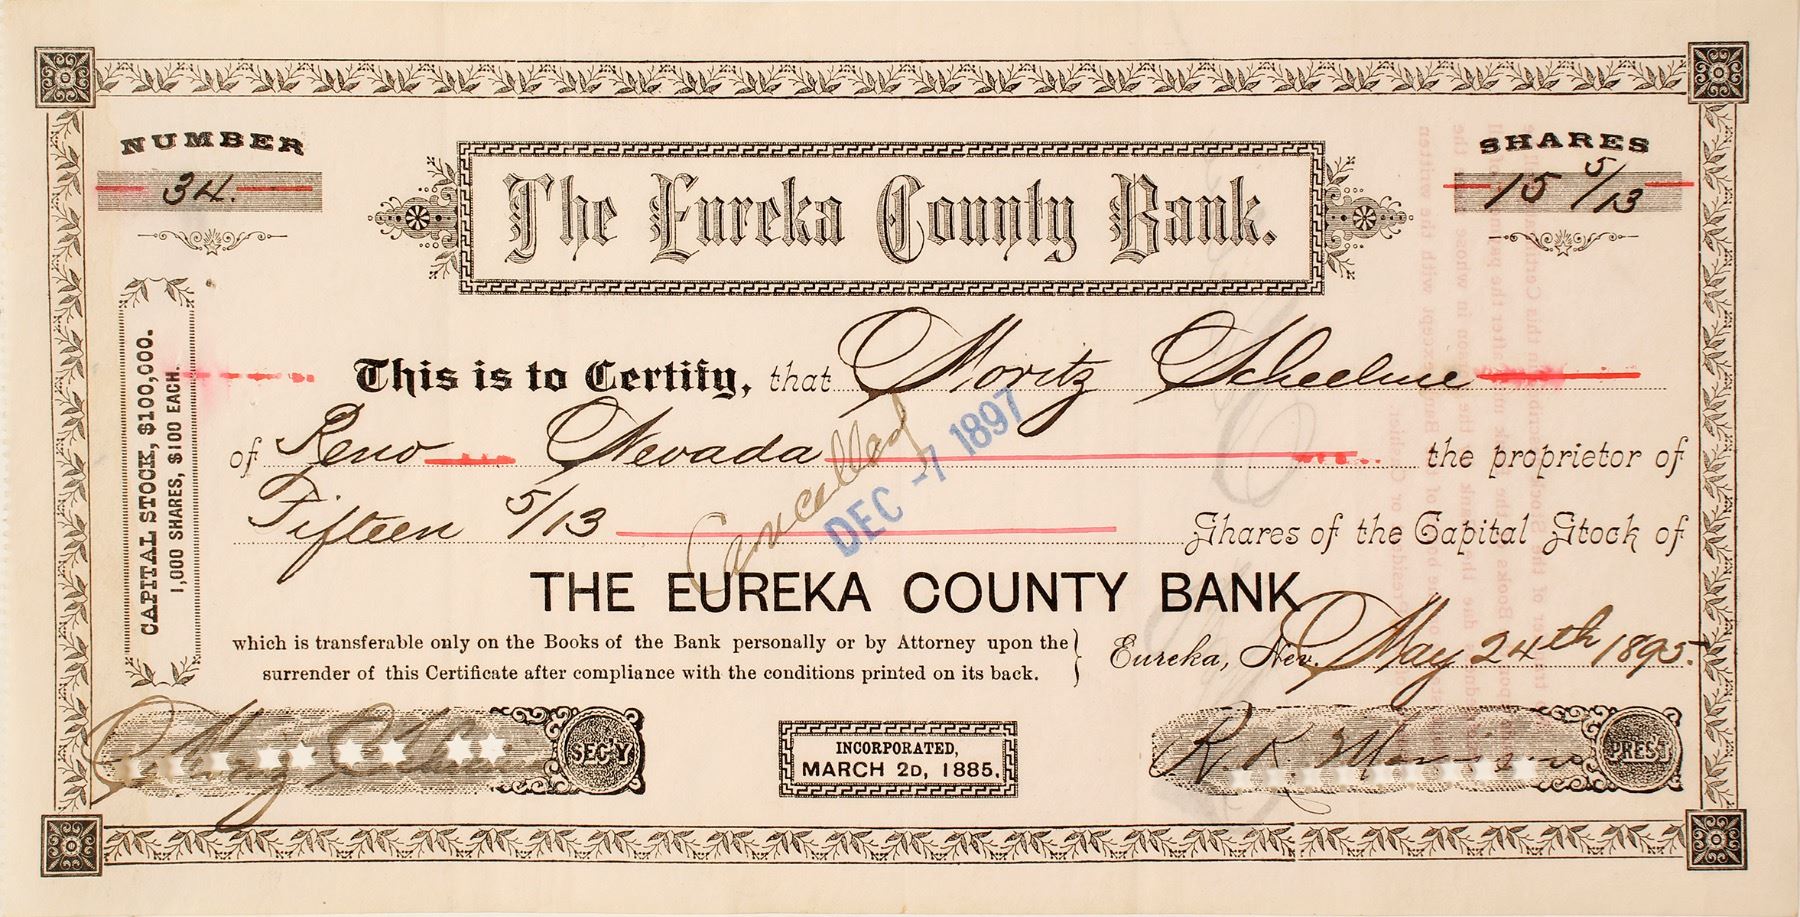 NUMBER
34.
The Eureka County Bank.
SHARES
15 5/13
CAPITAL STOCK, $100,000.
1,000 SHARES, $100 EACH.
This is to Certify, that Moritz Scheeline
of Reno Nevada the proprietor of
Fifteen 5/13 Shares of the Capital Stock of
Cancelled
DEC -7 1897
THE EUREKA COUNTY BANK
which is transferable only on the Books of the Bank personally or by Attorney upon the
surrender of this Certificate after compliance with the conditions printed on its back.
Eureka, Nev. May 24th 1895.
SEC'Y
INCORPORATED,
MARCH 2D, 1885.
R. K. 
PRES'T